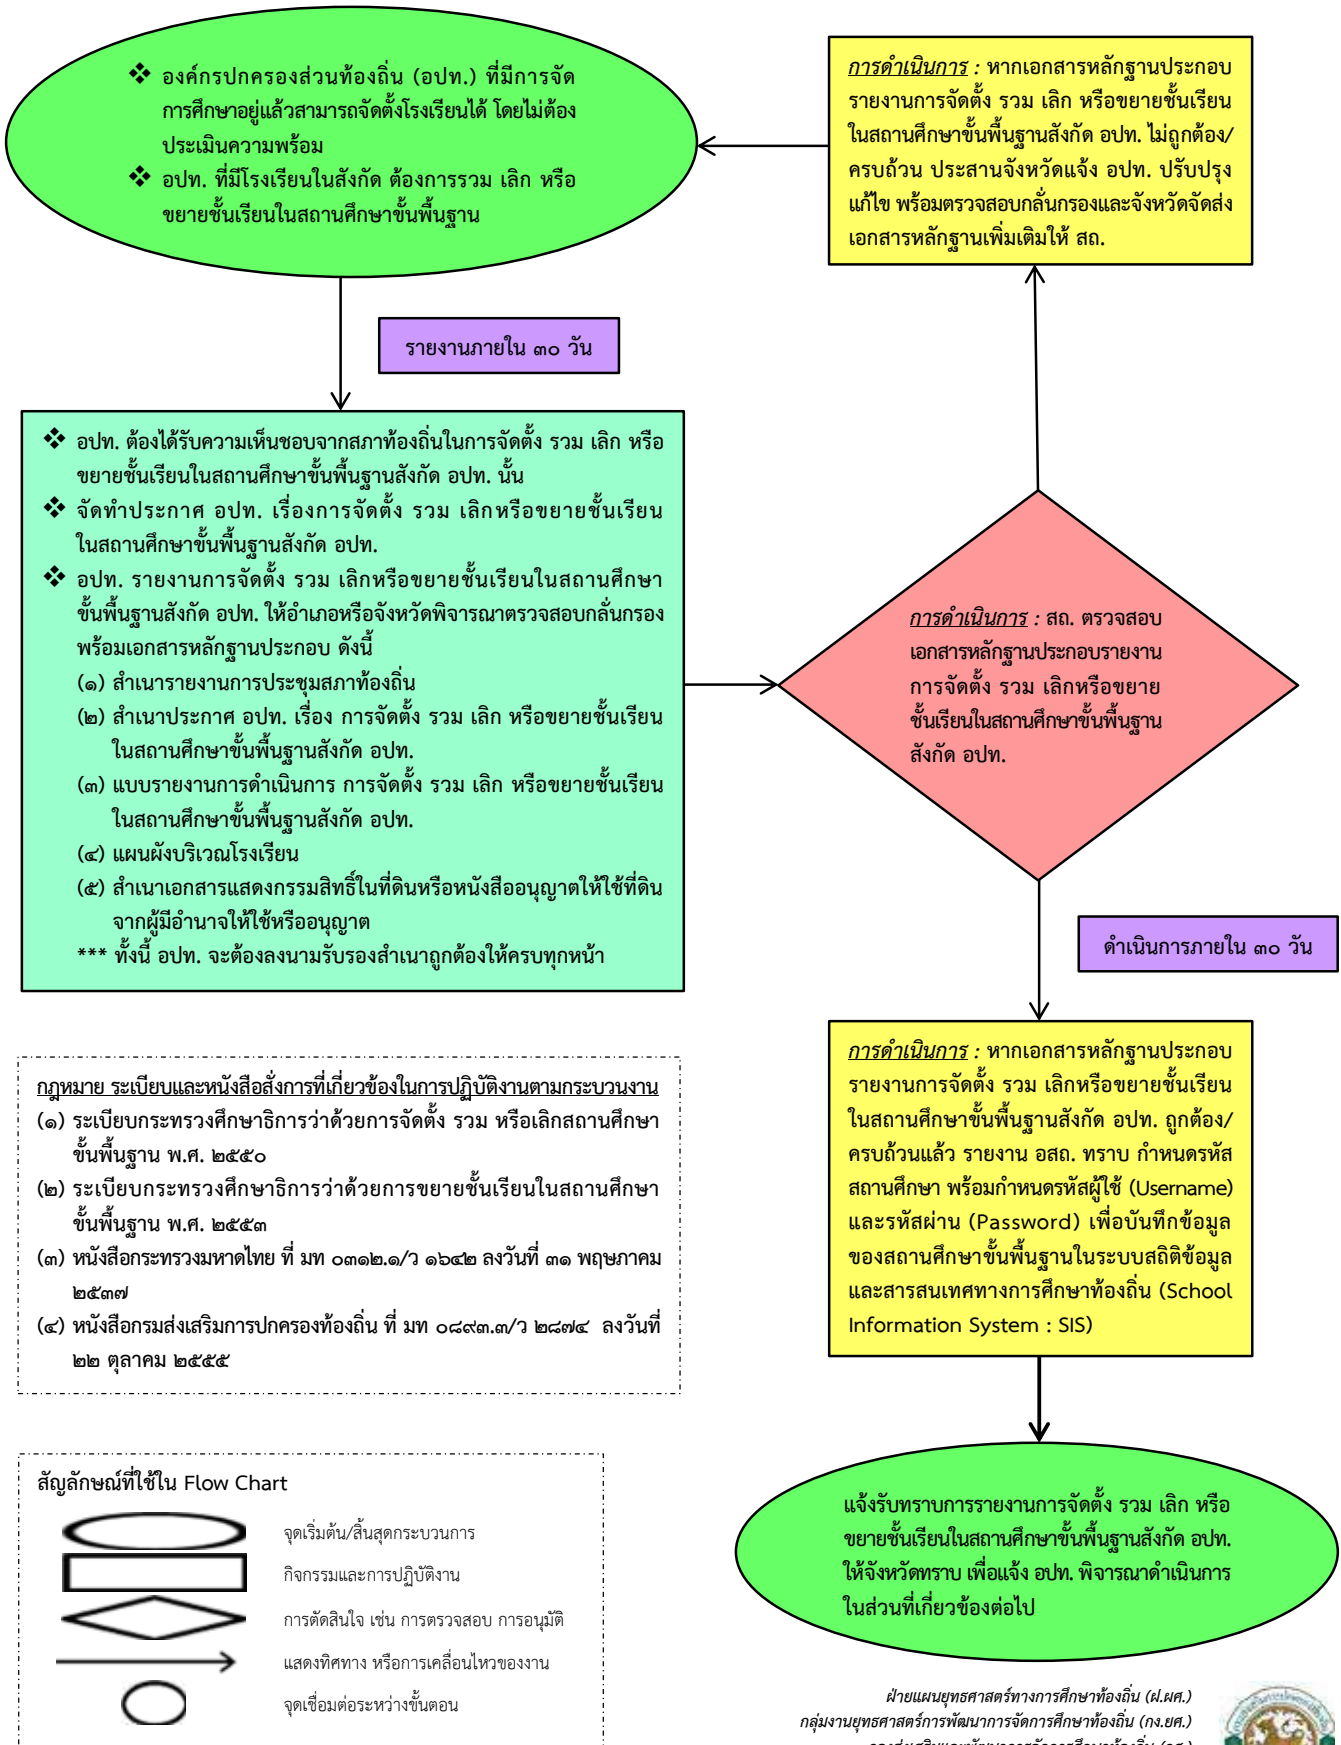 ❖ องค์กรปกครองส่วนท้องถิ่น (อปท.) ที่มีการจัด
การศึกษาอยู่แล้วสามารถจัดตั้งโรงเรียนได้ โดยไม่ต้อง
ประเมินความพร้อม
❖ อปท. ที่มีโรงเรียนในสังกัด ต้องการรวม เลิก หรือ
ขยายชั้นเรียนในสถานศึกษาขั้นพื้นฐาน
การดำเนินการ : หากเอกสารหลักฐานประกอบ
รายงานการจัดตั้ง รวม เลิก หรือขยายชั้นเรียน
ในสถานศึกษาขั้นพื้นฐานสังกัด อปท. ไม่ถูกต้อง/
ครบถ้วน ประสานจังหวัดแจ้ง อปท. ปรับปรุง
แก้ไข พร้อมตรวจสอบกลั่นกรองและจังหวัดจัดส่ง
เอกสารหลักฐานเพิ่มเติมให้ สถ.
รายงานภายใน ๓๐ วัน
❖ อปท. ต้องได้รับความเห็นชอบจากสภาท้องถิ่นในการจัดตั้ง รวม เลิก หรือ
ขยายชั้นเรียนในสถานศึกษาขั้นพื้นฐานสังกัด อปท. นั้น
❖ จัดทำประกาศ อปท. เรื่องการจัดตั้ง รวม เลิกหรือขยายชั้นเรียน
ในสถานศึกษาขั้นพื้นฐานสังกัด อปท.
❖ อปท. รายงานการจัดตั้ง รวม เลิกหรือขยายชั้นเรียนในสถานศึกษา
ขั้นพื้นฐานสังกัด อปท. ให้อำเภอหรือจังหวัดพิจารณาตรวจสอบกลั่นกรอง
พร้อมเอกสารหลักฐานประกอบ ดังนี้
(๑) สำเนารายงานการประชุมสภาท้องถิ่น
(๒) สำเนาประกาศ อปท. เรื่อง การจัดตั้ง รวม เลิก หรือขยายชั้นเรียน
ในสถานศึกษาขั้นพื้นฐานสังกัด อปท.
(๓) แบบรายงานการดำเนินการ การจัดตั้ง รวม เลิก หรือขยายชั้นเรียน
ในสถานศึกษาขั้นพื้นฐานสังกัด อปท.
(๔) แผนผังบริเวณโรงเรียน
(๕) สำเนาเอกสารแสดงกรรมสิทธิ์ในที่ดินหรือหนังสืออนุญาตให้ใช้ที่ดิน
จากผู้มีอำนาจให้ใช้หรืออนุญาต
*** ทั้งนี้ อปท. จะต้องลงนามรับรองสำเนาถูกต้องให้ครบทุกหน้า
การดำเนินการ : สถ. ตรวจสอบ
เอกสารหลักฐานประกอบรายงาน
การจัดตั้ง รวม เลิกหรือขยาย
ชั้นเรียนในสถานศึกษาขั้นพื้นฐาน
สังกัด อปท.
ดำเนินการภายใน ๓๐ วัน
การดำเนินการ : หากเอกสารหลักฐานประกอบ
รายงานการจัดตั้ง รวม เลิกหรือขยายชั้นเรียน
ในสถานศึกษาขั้นพื้นฐานสังกัด อปท. ถูกต้อง/
ครบถ้วนแล้ว รายงาน อสถ. ทราบ กำหนดรหัส
สถานศึกษา พร้อมกำหนดรหัสผู้ใช้ (Username)
และรหัสผ่าน (Password) เพื่อบันทึกข้อมูล
ของสถานศึกษาขั้นพื้นฐานในระบบสถิติข้อมูล
และสารสนเทศทางการศึกษาท้องถิ่น (School
Information System : SIS)
กฎหมาย ระเบียบและหนังสือสั่งการที่เกี่ยวข้องในการปฏิบัติงานตามกระบวนงาน
(๑) ระเบียบกระทรวงศึกษาธิการว่าด้วยการจัดตั้ง รวม หรือเลิกสถานศึกษา
ขั้นพื้นฐาน พ.ศ. ๒๕๕๐
(๒) ระเบียบกระทรวงศึกษาธิการว่าด้วยการขยายชั้นเรียนในสถานศึกษา
ขั้นพื้นฐาน พ.ศ. ๒๕๕๓
(๓) หนังสือกระทรวงมหาดไทย ที่ มท ๐๓๑๒.๑/ว ๑๖๔๒ ลงวันที่ ๓๑ พฤษภาคม
๒๕๓๗
(๔) หนังสือกรมส่งเสริมการปกครองท้องถิ่น ที่ มท ๐๘๙๓.๓/ว ๒๘๗๔ ลงวันที่
๒๒ ตุลาคม ๒๕๕๕
สัญลักษณ์ที่ใช้ใน Flow Chart
จุดเริ่มต้น/สิ้นสุดกระบวนการ
กิจกรรมและการปฏิบัติงาน
การตัดสินใจ เช่น การตรวจสอบ การอนุมัติ
แสดงทิศทาง หรือการเคลื่อนไหวของงาน
จุดเชื่อมต่อระหว่างขั้นตอน
แจ้งรับทราบการรายงานการจัดตั้ง รวม เลิก หรือ
ขยายชั้นเรียนในสถานศึกษาขั้นพื้นฐานสังกัด อปท.
ให้จังหวัดทราบ เพื่อแจ้ง อปท. พิจารณาดำเนินการ
ในส่วนที่เกี่ยวข้องต่อไป
ฝ่ายแผนยุทธศาสตร์ทางการศึกษาท้องถิ่น (ฝ.ผศ.)
กลุ่มงานยุทธศาสตร์การพัฒนาการจัดการศึกษาท้องถิ่น (กง.ยศ.)